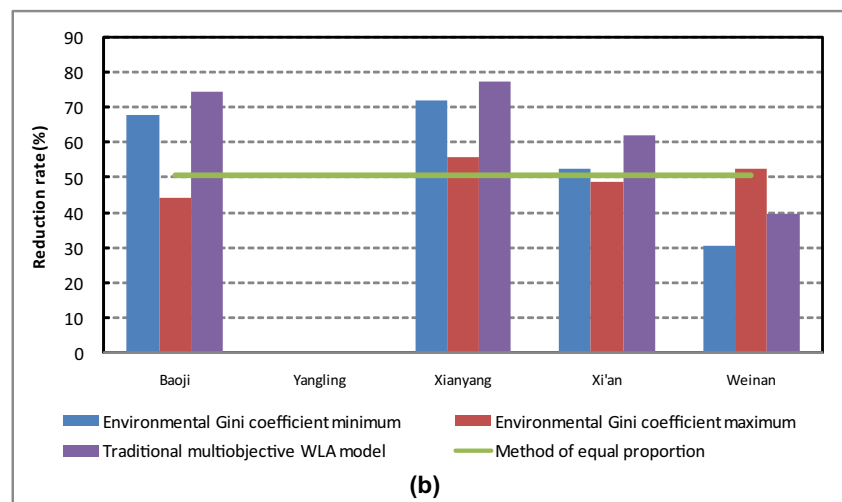 90
80
70
60
50
40
30
20
10
0
Reduction rate(%)
Baoji Yangling Xianyang Xi'an Weinan
Environmental Gini coefficient minimum Environmental Gini coefficient maximum
Traditional multiobjective WLA model Method of equal proportion
(b)